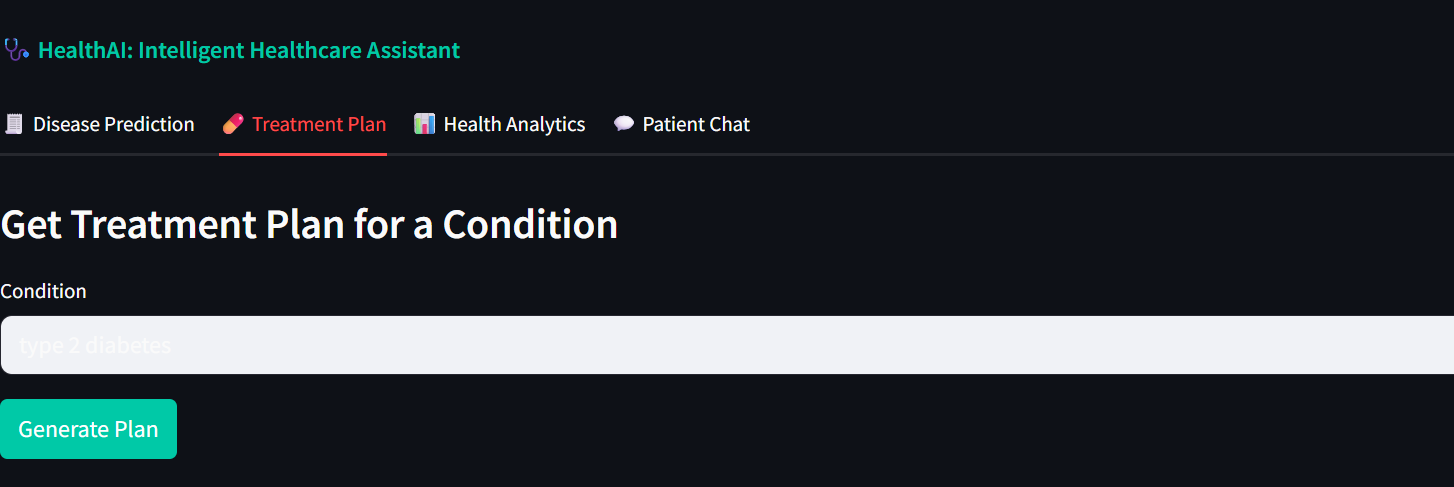 HealthAI: Intelligent Healthcare Assistant
Disease Prediction Treatment Plan Health Analytics Patient Chat
Get Treatment Plan for a Condition
Condition
type 2 diabetes
Generate Plan